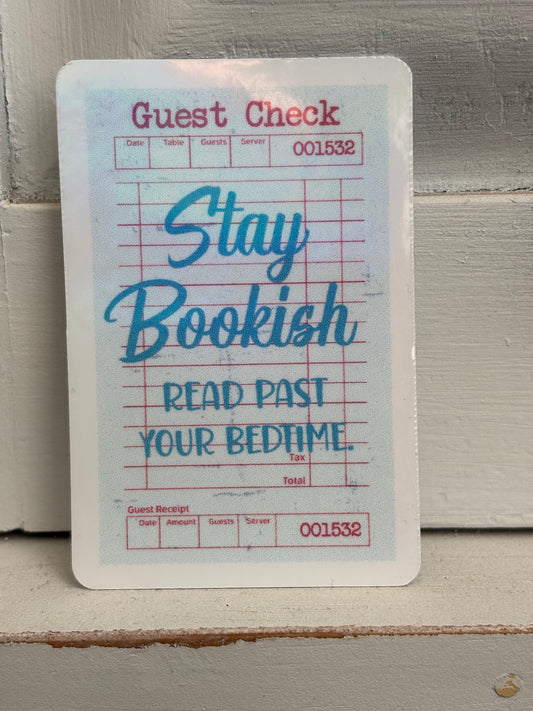 Guest Check
Date Table Guests Server 001532
Stay
Bookish
READ PAST
YOUR BEDTIME.
Tax
Total
Guest Receipt
Date Amount Guests Server 001532